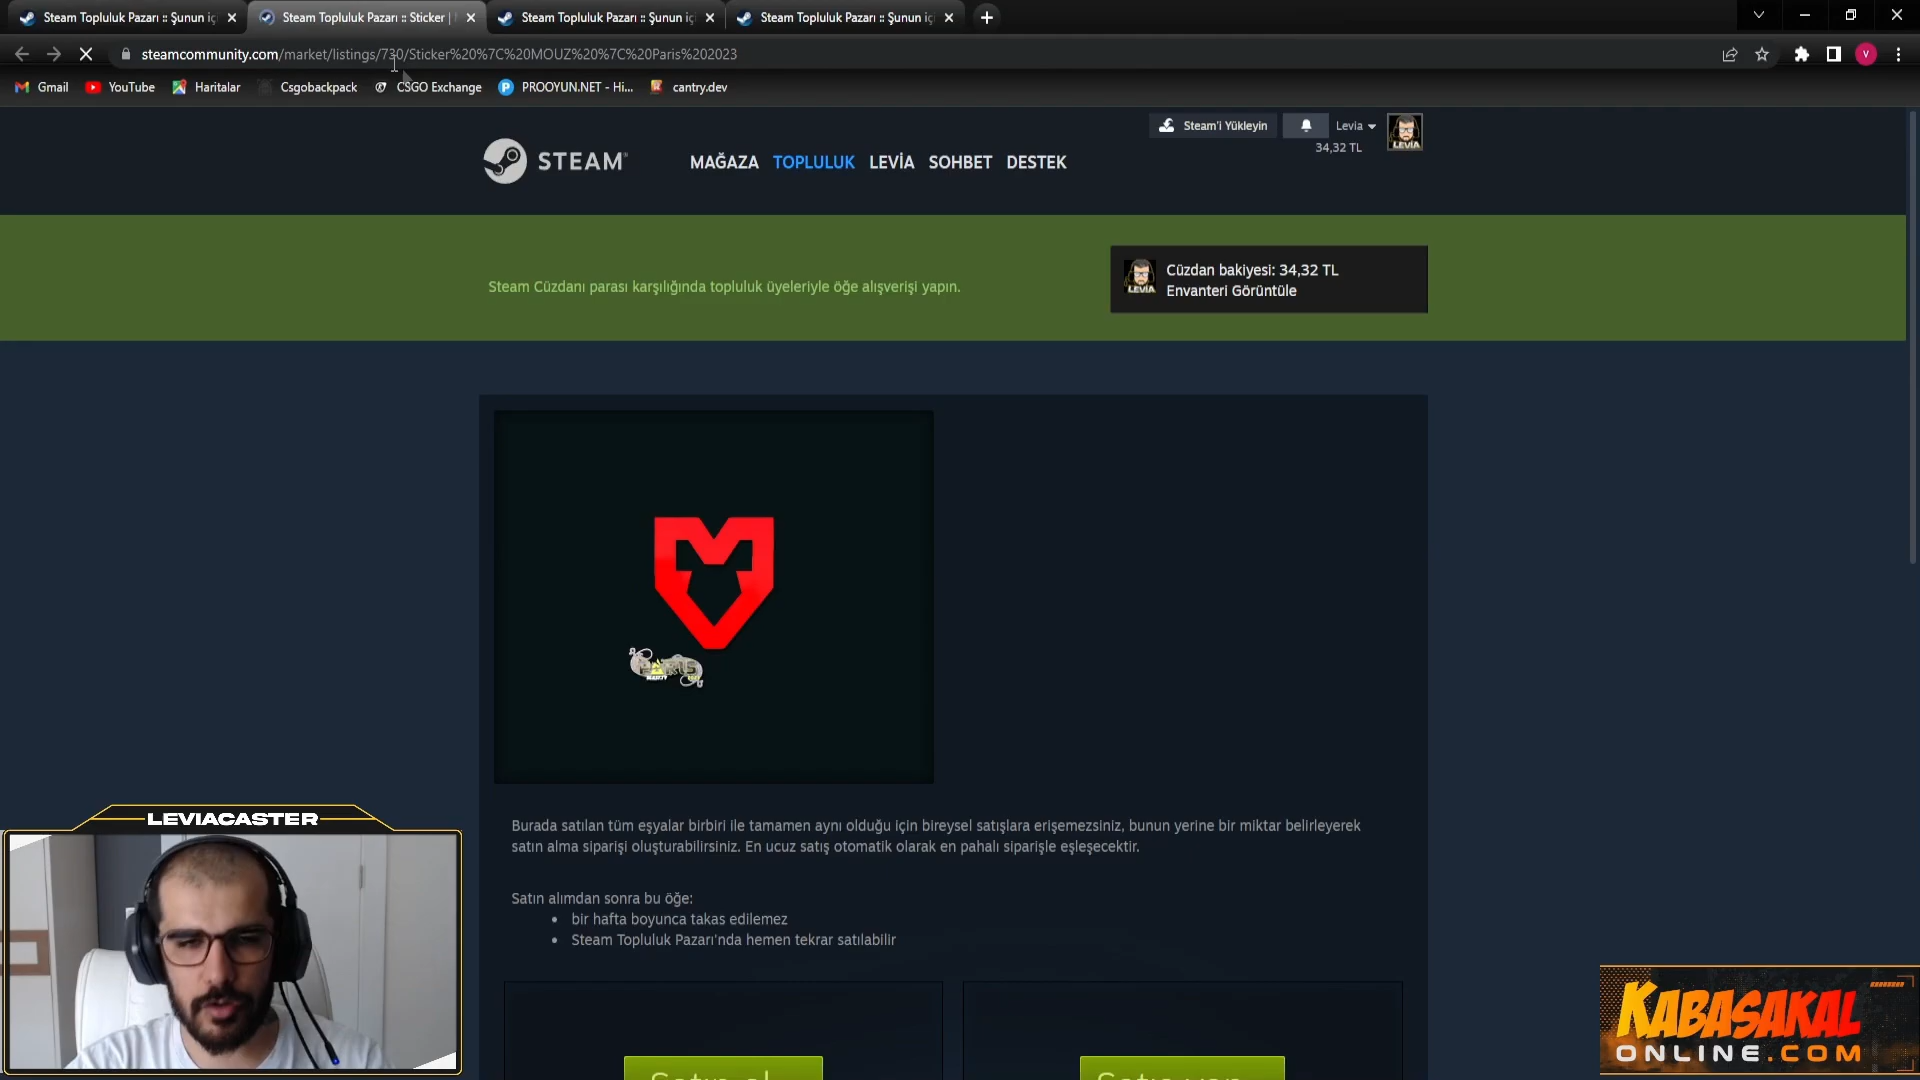 Steam Topluluk Pazarı :: Şunun içi
Steam Topluluk Pazarı :: Sticker |
Steam Topluluk Pazarı :: Şunun içi
Steam Topluluk Pazarı :: Şunun içi
steamcommunity.com/market/listings/730/Sticker%20%7C%20MOUZ%20%7C%20Paris%202023
V
Gmail
YouTube
Haritalar
Csgobackpack
CSGO Exchange
PROOYUN.NET - Hi...
cantry.dev
Steam'i Yükleyin
Levia
34,32 TL
LEVIA
STEAM
MAĞAZA TOPLULUK LEVİA SOHBET DESTEK
Steam Cüzdanı parası karşılığında topluluk üyeleriyle öğe alışverişi yapın.
LEVIA
Cüzdan bakiyesi: 34,32 TL
Envanteri Görüntüle
PARIS
Burada satılan tüm eşyalar birbiri ile tamamen aynı olduğu için bireysel satışlara erişemezsiniz, bunun yerine bir miktar belirleyerek
satın alma siparişi oluşturabilirsiniz. En ucuz satış otomatik olarak en pahalı siparişle eşleşecektir.
Satın alımdan sonra bu öğe:
• bir hafta boyunca takas edilemez
• Steam Topluluk Pazarı'nda hemen tekrar satılabilir
LEVIACASTER
KABASAKAL
ONLINE.COM